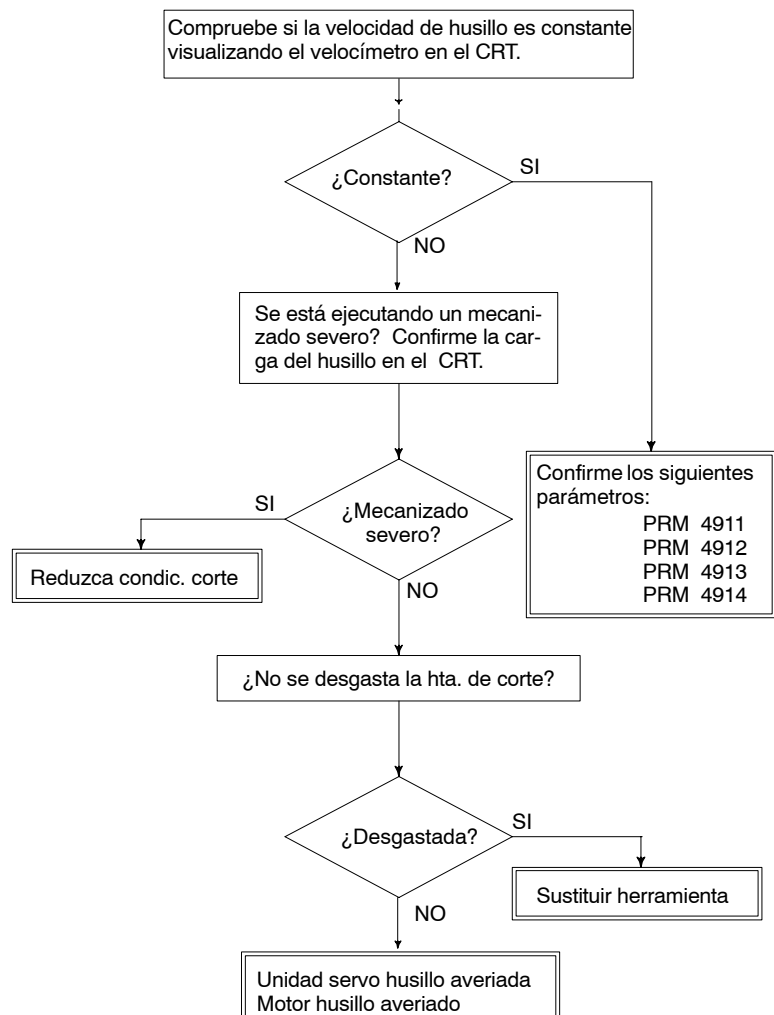 Compruebe si la velocidad de husillo es constante
visualizando el velocímetro en el CRT.
¿Constante?
SI
NO
Se está ejecutando un mecani-
zado severo? Confirme la car-
ga del husillo en el CRT.
Confirme los siguientes
parámetros:
PRM 4911
PRM 4912
PRM 4913
PRM 4914
SI
¿Mecanizado
severo?
Reduzca condic. corte
NO
¿No se desgasta la hta. de corte?
¿Desgastada?
SI
Sustituir herramienta
NO
Unidad servo husillo averiada
Motor husillo averiado